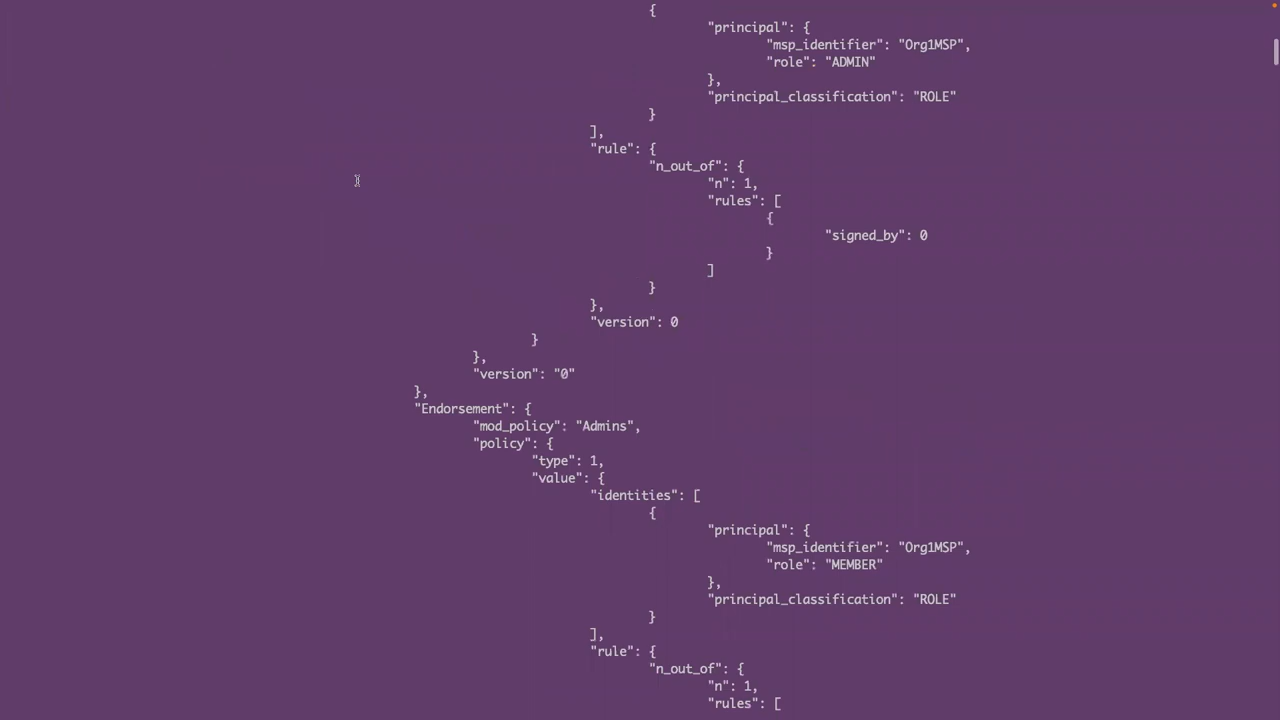 {
"principal": {
"msp_identifier": "Org1MSP",
"role": "ADMIN"
},
"principal_classification": "ROLE"
}
],
"rule": {
"n_out_of": {
"n": 1,
"rules": [
{
"signed_by": 0
}
]
}
},
"version": 0
}
},
"version": "0"
},
"Endorsement": {
"mod_policy": "Admins",
"policy": {
"type": 1,
"value": {
"identities": [
{
"principal": {
"msp_identifier": "Org1MSP",
"role": "MEMBER"
},
"principal_classification": "ROLE"
}
],
"rule": {
"n_out_of": {
"n": 1,
"rules": [